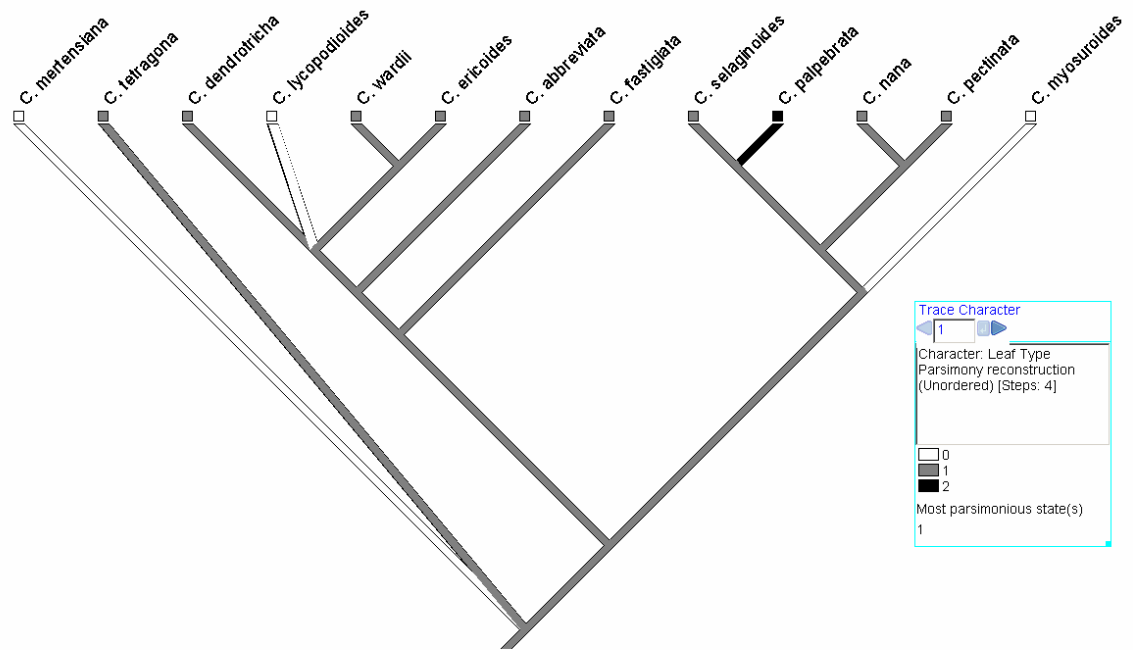 C. mertensiana
C. tetragona
C. dendrotricha
C. lycopodioides
C. wardii
C. ericoides
C. abbreviata
C. fastigiata
C. selaginoides
C. palpebrata
C. nana
C. pectinata
C. myosuroides
Trace Character
1
Character: Leaf Type
Parsimony reconstruction
(Unordered) [Steps: 4]
0
1
2
Most parsimonious state(s)
1